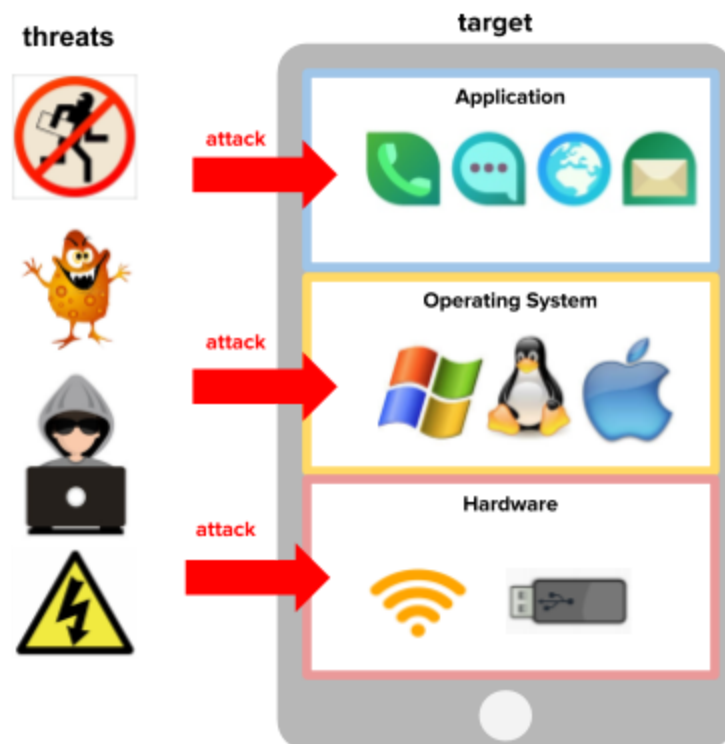 threats
target
Application
attack
Operating System
attack
Hardware
attack